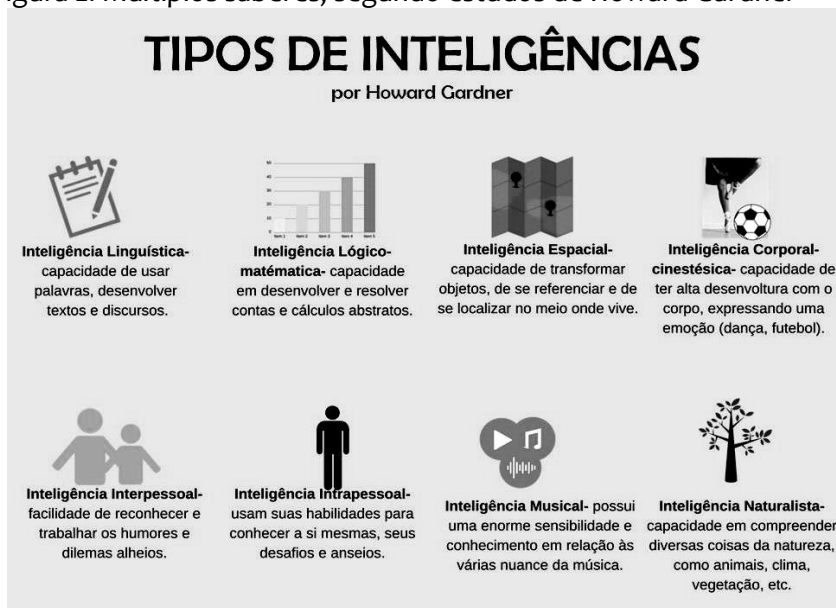 TIPOS DE INTELIGÊNCIAS
por Howard Gardner
Inteligência Linguística-
capacidade de usar
palavras, desenvolver
textos e discursos.
Inteligência Lógico-
matématica- capacidade
em desenvolver e resolver
contas e cálculos abstratos.
Inteligência Espacial-
capacidade de transformar
objetos, de se referenciar e de
se localizar no meio onde vive.
Inteligência Corporal-
cinestésica- capacidade de
ter alta desenvoltura com o
corpo, expressando uma
emoção (dança, futebol).
Inteligência Interpessoal-
facilidade de reconhecer e
trabalhar os humores e
dilemas alheios.
Inteligência Intrapessoal-
usam suas habilidades para
conhecer a si mesmas, seus
desafios e anseios.
Inteligência Musical- possui
uma enorme sensibilidade e
conhecimento em relação às
várias nuance da música.
Inteligência Naturalista-
capacidade em compreender
diversas coisas da natureza,
como animais, clima,
vegetação, etc.